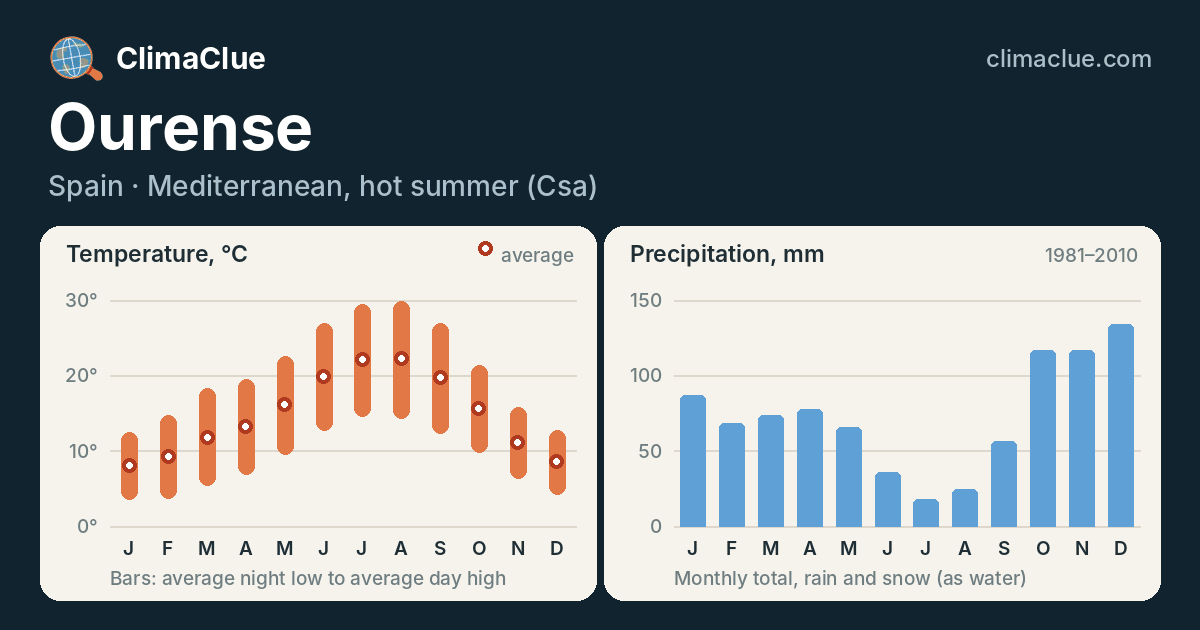 ClimaClue
climaclue.com
Ourense
Spain · Mediterranean, hot summer (Csa)
Temperature, °C
average
30°
20°
10°
0°
J F M A M J J A S O N D
Bars: average night low to average day high
Precipitation, mm
1981–2010
150
100
50
0
J F M A M J J A S O N D
Monthly total, rain and snow (as water)